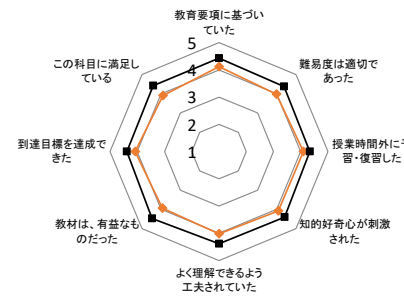 教育要項に基づい
ていた
5
4
3
2
1
難易度は適切で
あった
授業時間外に予
習・復習した
知的好奇心が刺激
された
よく理解できるよう
工夫されていた
教材は、有益なも
のだった
到達目標を達成で
きた
この科目に満足し
ている